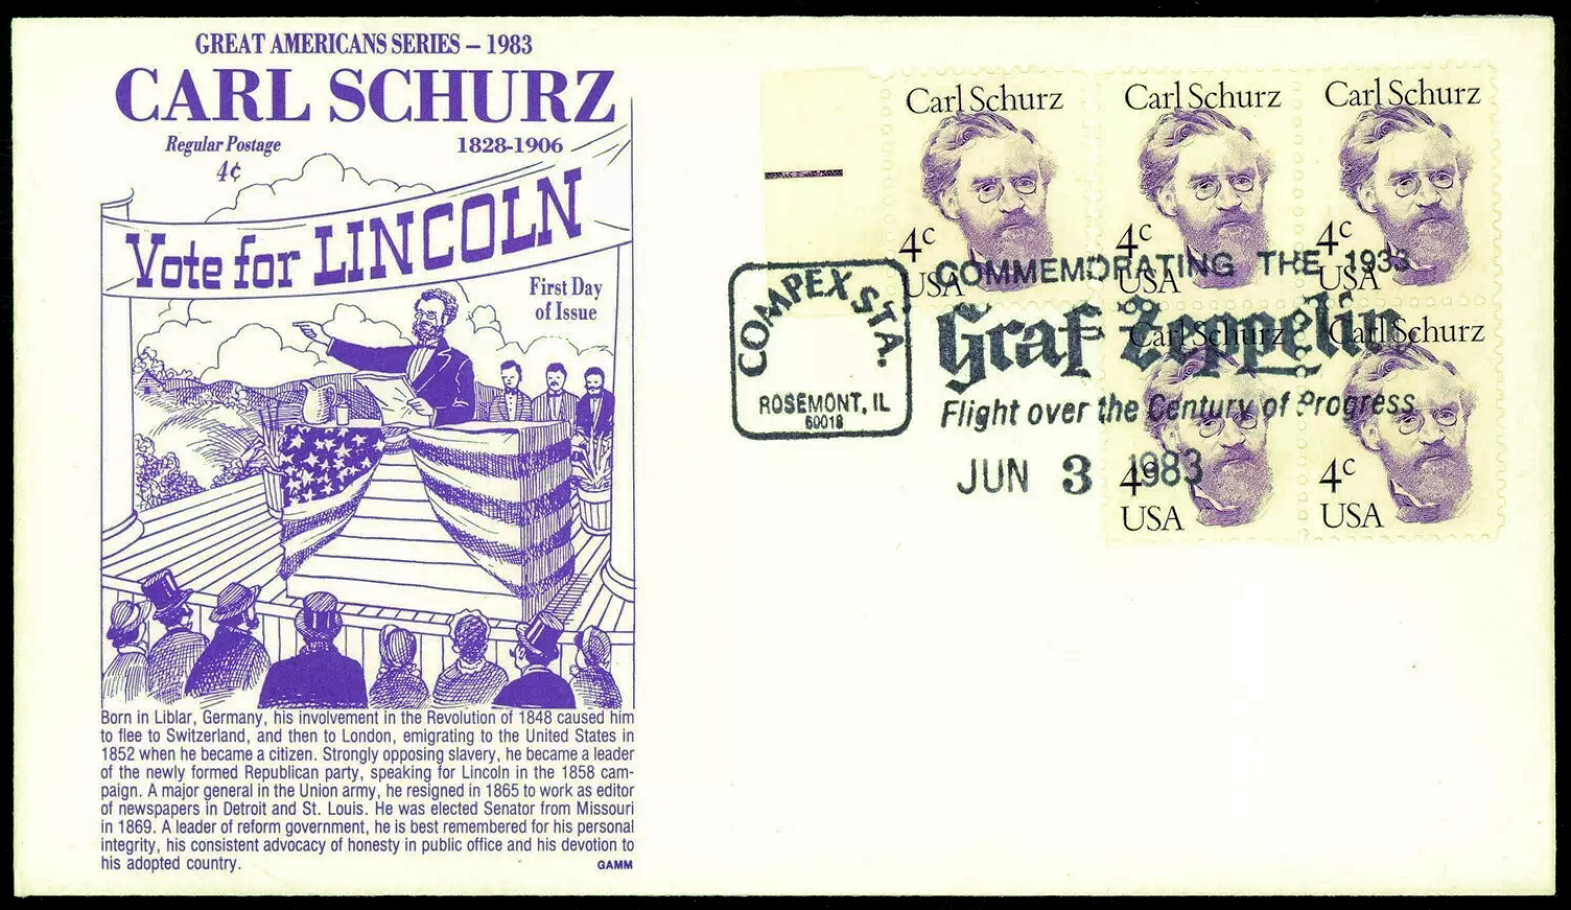 GREAT AMERICANS SERIES – 1983
CARL SCHURZ
Regular Postage
4¢
1828-1906
Vote for LINCOLN
First Day
of Issue
Born in Liblar, Germany, his involvement in the Revolution of 1848 caused him
to flee to Switzerland, and then to London, emigrating to the United States in
1852 when he became a citizen. Strongly opposing slavery, he became a leader
of the newly formed Republican party, speaking for Lincoln in the 1858 cam-
paign. A major general in the Union army, he resigned in 1865 to work as editor
of newspapers in Detroit and St. Louis. He was elected Senator from Missouri
in 1869. A leader of reform government, he is best remembered for his personal
integrity, his consistent advocacy of honesty in public office and his devotion to
his adopted country.
GAMM
Carl Schurz
4c
USA
Carl Schurz
4c
USA
Carl Schurz
4c
USA
Carl Schurz
4c
USA
Carl Schurz
4c
USA
COMPEX STA.
ROSEMONT, IL
60018
COMMEMORATING THE 1933
Graf Zeppelin
Flight over the Century of Progress
JUN 3 1983